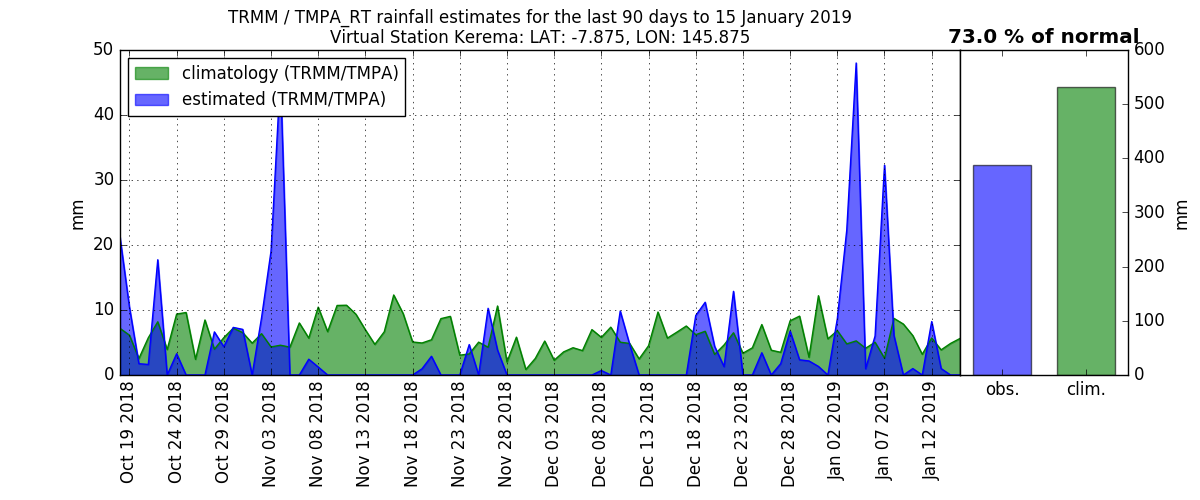 TRMM / TMPA_RT rainfall estimates for the last 90 days to 15 January 2019
Virtual Station Kerema: LAT: -7.875, LON: 145.875
73.0 % of normal
climatology (TRMM/TMPA)
estimated (TRMM/TMPA)
50
40
30
20
10
0
mm
600
500
400
300
200
100
0
mm
Oct 19 2018
Oct 24 2018
Oct 29 2018
Nov 03 2018
Nov 08 2018
Nov 13 2018
Nov 18 2018
Nov 23 2018
Nov 28 2018
Dec 03 2018
Dec 08 2018
Dec 13 2018
Dec 18 2018
Dec 23 2018
Dec 28 2018
Jan 02 2019
Jan 07 2019
Jan 12 2019
obs.
clim.